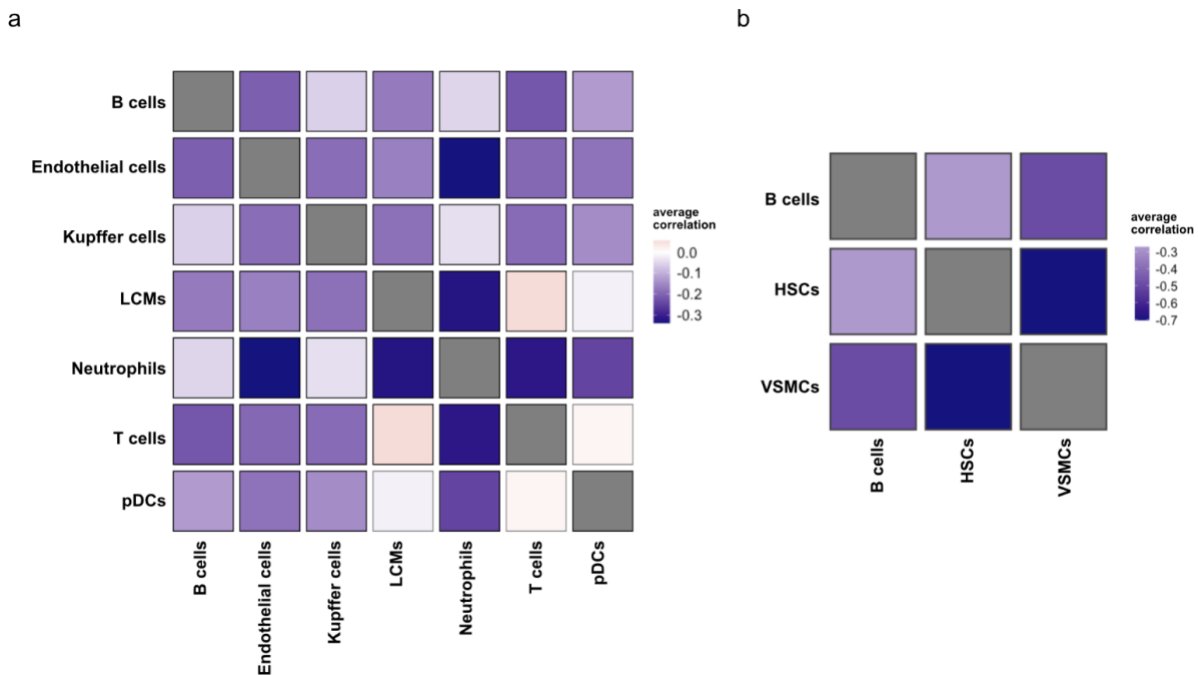 a
B cells
Endothelial cells
Kupffer cells
LCMs
Neutrophils
T cells
pDCs
B cells
Endothelial cells
Kupffer cells
LCMs
Neutrophils
T cells
pDCs
average
correlation
0.0
-0.1
-0.2
-0.3
b
B cells
HSCs
VSMCs
B cells
HSCs
VSMCs
average
correlation
-0.3
-0.4
-0.5
-0.6
-0.7